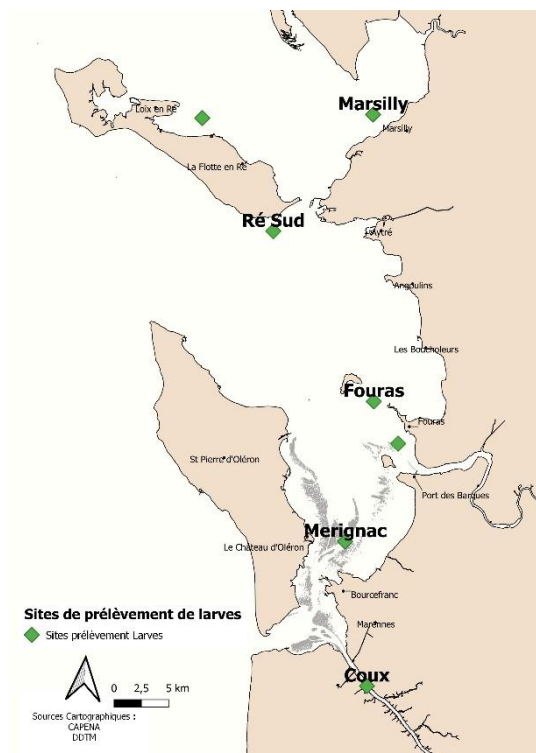 Marsilly
Loix en Ré
Marsilly
La Flotte en Ré
Ré Sud
Aytré
Angoulins
Les Boucholeurs
Fouras
Fouras
St Pierre d'Oléron
Port des Barques
Merignac
Le Château d'Oléron
Bourcefranc
Sites de prélèvement de larves
Sites prélèvement Larves
Marennes
Coux
0 2,5 5 km
Sources Cartographiques :
CAPENA
DDTM